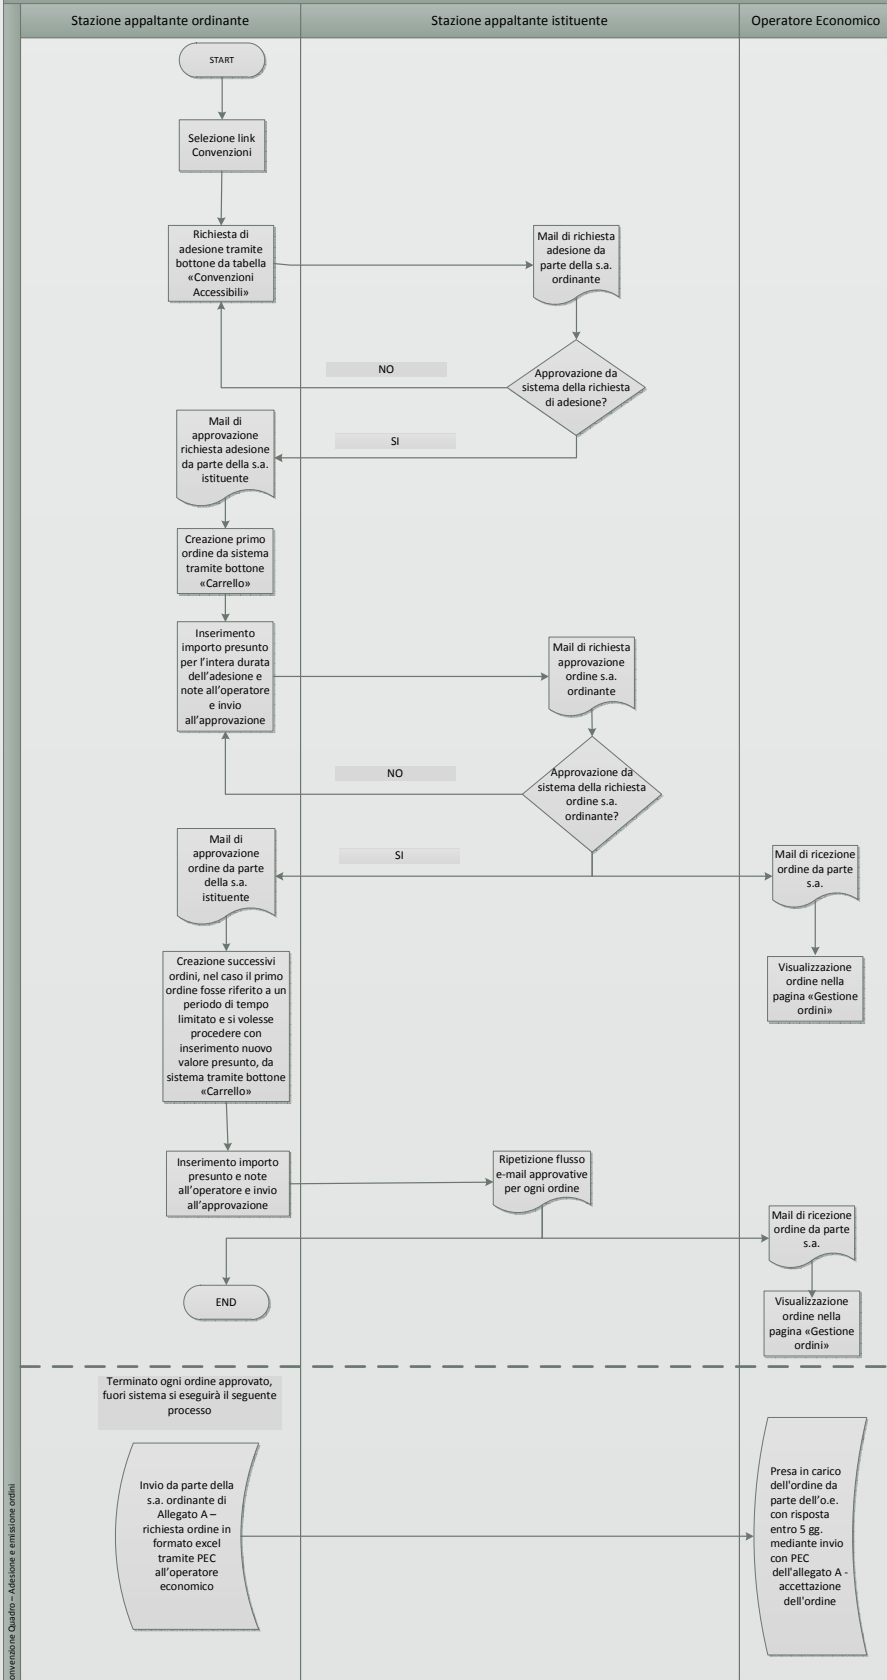 Stazione appaltante ordinante
Stazione appaltante istituente
Operatore Economico
START
Selezione link
Convenzioni
Richiesta di
adesione tramite
bottone da tabella
«Convenzioni
Accessibili»
Mail di richiesta
adesione da
parte della s.a.
ordinante
Approvazione da
sistema della richiesta
di adesione?
NO
SI
Mail di
approvazione
richiesta adesione
da parte della s.a.
istituente
Creazione primo
ordine da sistema
tramite bottone
«Carrello»
Inserimento
importo presunto
per l’intera durata
dell’adesione e
note all’operatore
e invio
all’approvazione
Mail di richiesta
approvazione
ordine s.a.
ordinante
Approvazione da
sistema della richiesta
ordine s.a.
ordinante?
NO
SI
Mail di
approvazione
ordine da parte
della s.a.
istituente
Mail di ricezione
ordine da parte
s.a.
Visualizzazione
ordine nella
pagina «Gestione
ordini»
Creazione successivi
ordini, nel caso il primo
ordine fosse riferito a un
periodo di tempo
limitato e si volesse
procedere con
inserimento nuovo
valore presunto, da
sistema tramite bottone
«Carrello»
Inserimento importo
presunto e note
all’operatore e invio
all’approvazione
Ripetizione flusso
e-mail approvative
per ogni ordine
Mail di ricezione
ordine da parte
s.a.
END
Visualizzazione
ordine nella
pagina «Gestione
ordini»
Terminato ogni ordine approvato,
fuori sistema si eseguirà il seguente
processo
Invio da parte della
s.a. ordinante di
Allegato A –
richiesta ordine in
formato excel
tramite PEC
all’operatore
economico
Presa in carico
dell'ordine da
parte dell’o.e.
con risposta
entro 5 gg.
mediante invio
con PEC
dell'allegato A -
accettazione
dell'ordine
onvenzione Quadro – Adesione e emissione ordini